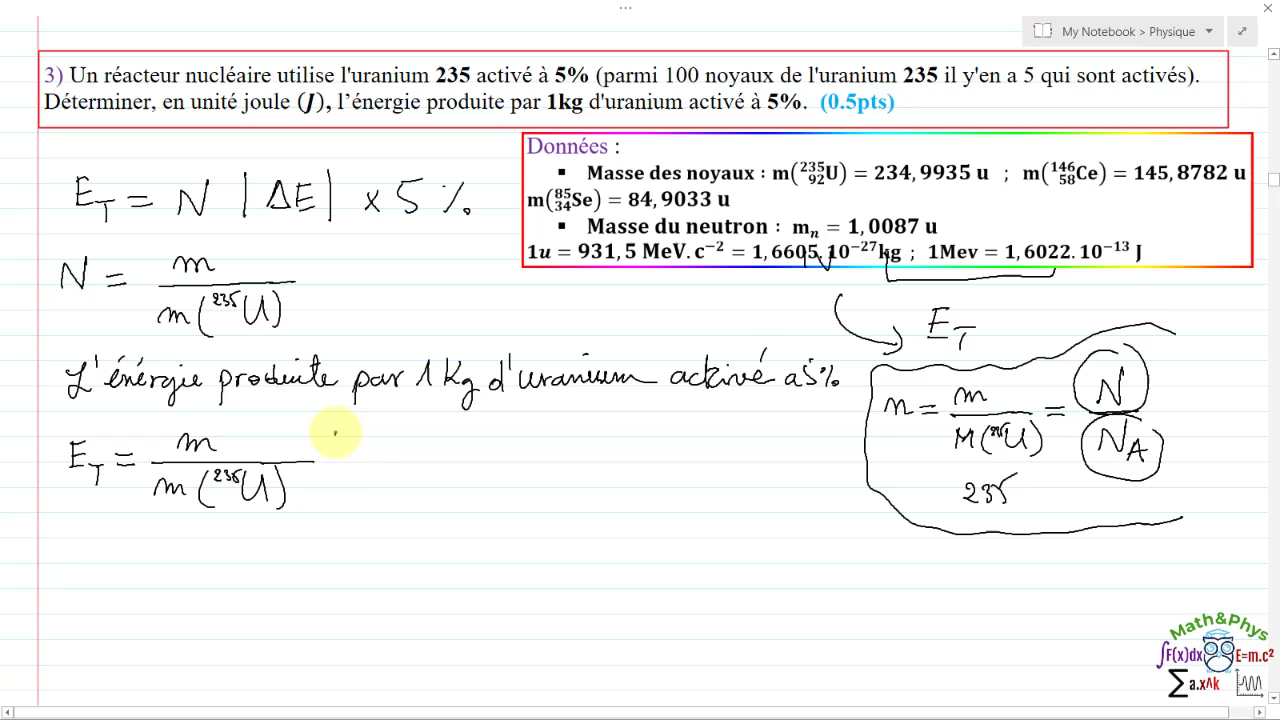 My Notebook > Physique
3) Un réacteur nucléaire utilise l'uranium 235 activé à 5% (parmi 100 noyaux de l'uranium 235 il y'en a 5 qui sont activés).
Déterminer, en unité joule (J), l'énergie produite par 1kg d'uranium activé à 5%. (0.5pts)
Données :
▪ Masse des noyaux : m(²³⁵₉₂U) = 234,9935 u ; m(¹⁴⁶₅₈Ce) = 145,8782 u
m(⁸⁵₃₄Se) = 84,9033 u
▪ Masse du neutron : mₙ = 1,0087 u
1u = 931,5 MeV.c⁻² = 1,6605.10⁻²⁷kg ; 1Mev = 1,6022.10⁻¹³ J
E_T = N |ΔE| × 5 %
N = m / m(²³⁵U)
E_T
L'énergie produite par 1Kg d'uranium activé à 5%
n = m / M(²³⁵U) = N / N_A
235
E_T = m / m(²³⁵U)
Math&Phys
∫F(x)dx E=m.c²
∑ a.x^k